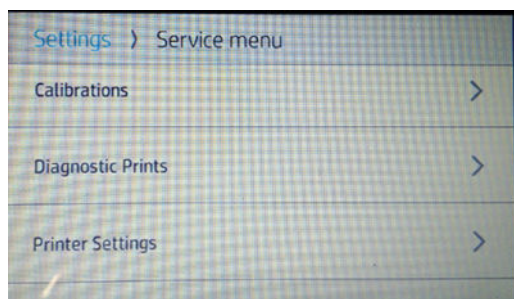 Settings > Service menu
Calibrations
Diagnostic Prints
Printer Settings